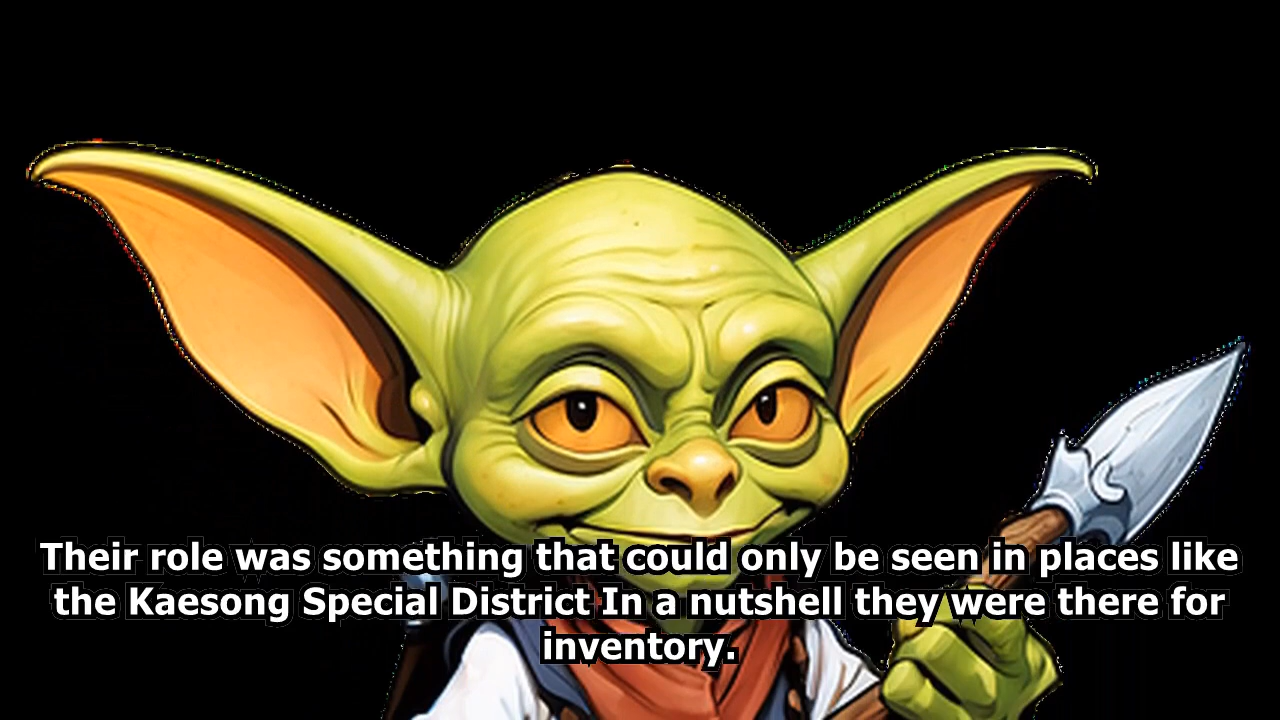 Their role was something that could only be seen in places like
the Kaesong Special District In a nutshell they were there for
inventory.